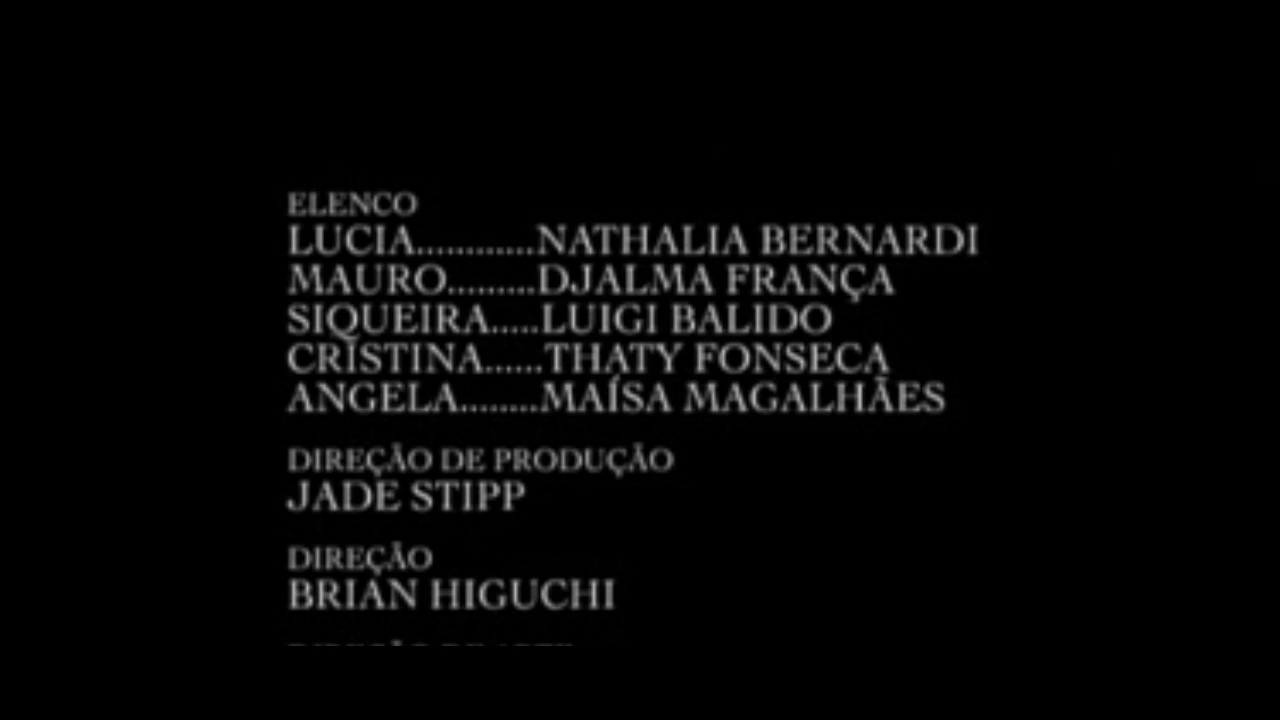 ELENCO
LUCIA............NATHALIA BERNARDI
MAURO.........DJALMA FRANÇA
SIQUEIRA.....LUIGI BALIDO
CRISTINA......THATY FONSECA
ANGELA........MAÍSA MAGALHÃES
DIREÇÃO DE PRODUÇÃO
JADE STIPP
DIREÇÃO
BRIAN HIGUCHI